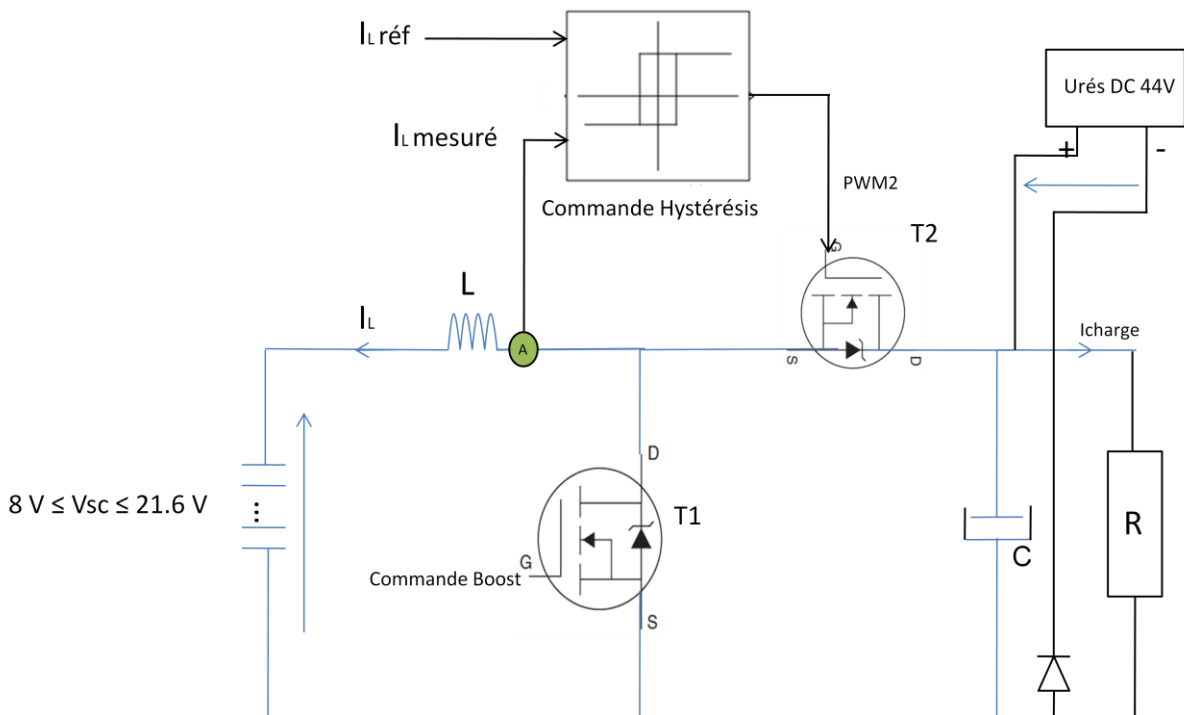 IL réf
Urés DC 44V
IL mesuré
+
-
PWM2
Commande Hystérésis
G
T2
L
IL
A
Icharge
S
D
8 V ≤ Vsc ≤ 21.6 V
...
D
T1
R
C
G
Commande Boost
S